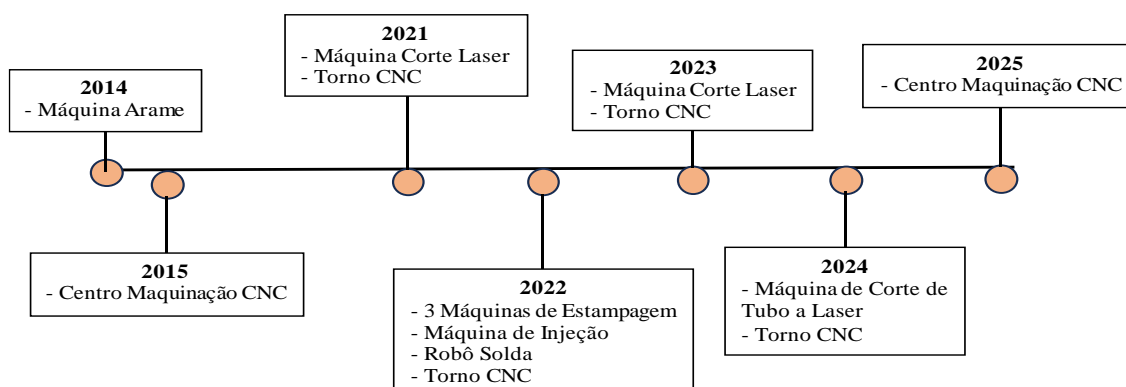 2014
- Máquina Arame
2015
- Centro Maquinação CNC
2021
- Máquina Corte Laser
- Torno CNC
2022
- 3 Máquinas de Estampagem
- Máquina de Injeção
- Robô Solda
- Torno CNC
2023
- Máquina Corte Laser
- Torno CNC
2024
- Máquina de Corte de
Tubo a Laser
- Torno CNC
2025
- Centro Maquinação CNC